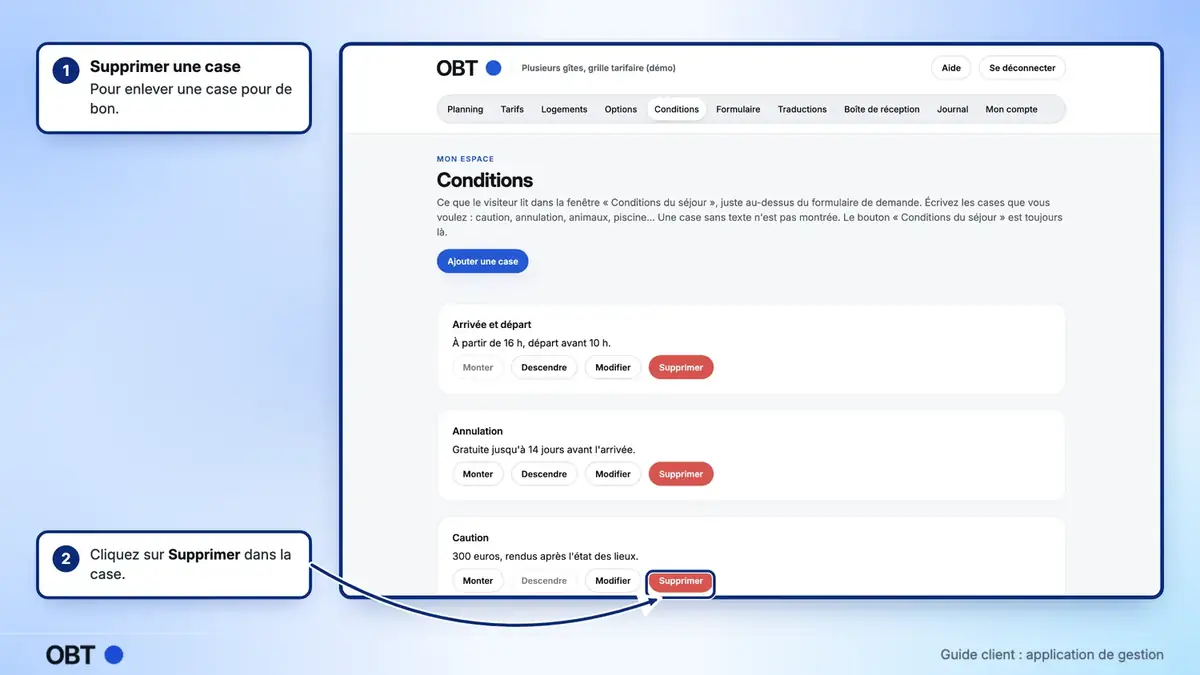 1
Supprimer une case
Pour enlever une case pour de
bon.
OBT
Plusieurs gîtes, grille tarifaire (démo)
Aide
Se déconnecter
Planning
Tarifs
Logements
Options
Conditions
Formulaire
Traductions
Boîte de réception
Journal
Mon compte
MON ESPACE
Conditions
Ce que le visiteur lit dans la fenêtre « Conditions du séjour », juste au-dessus du formulaire de demande. Écrivez les cases que vous
voulez : caution, annulation, animaux, piscine... Une case sans texte n'est pas montrée. Le bouton « Conditions du séjour » est toujours
là.
Ajouter une case
Arrivée et départ
À partir de 16 h, départ avant 10 h.
Monter
Descendre
Modifier
Supprimer
Annulation
Gratuite jusqu'à 14 jours avant l'arrivée.
Monter
Descendre
Modifier
Supprimer
Caution
300 euros, rendus après l'état des lieux.
Monter
Descendre
Modifier
Supprimer
2
Cliquez sur Supprimer dans la
case.
OBT
Guide client : application de gestion